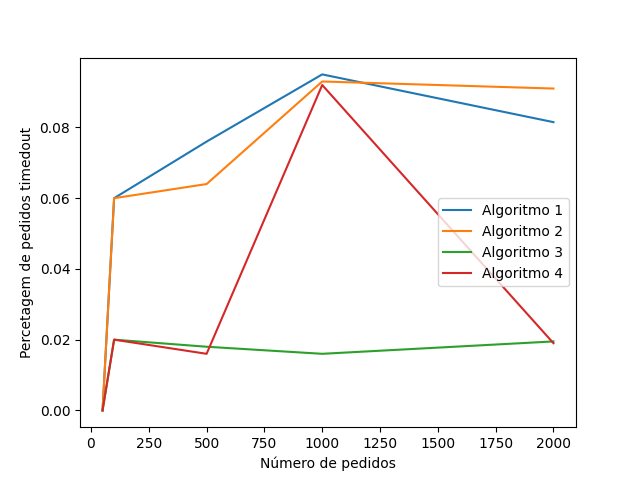 Percetagem de pedidos timedout
0.08
0.06
0.04
0.02
0.00
Algoritmo 1
Algoritmo 2
Algoritmo 3
Algoritmo 4
0 250 500 750 1000 1250 1500 1750 2000
Número de pedidos